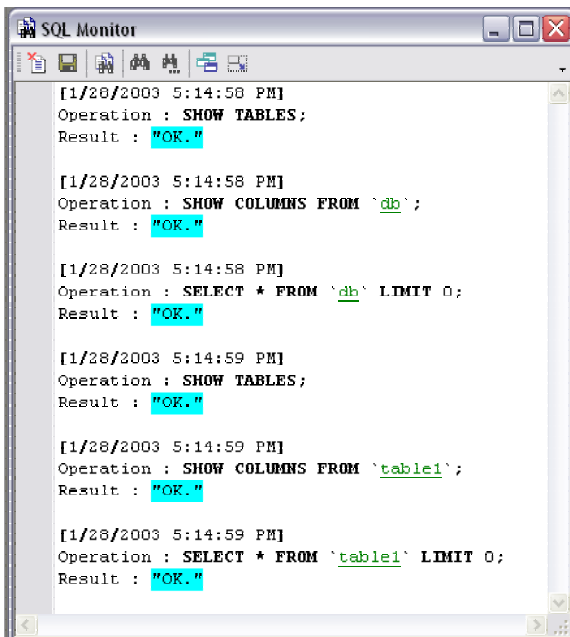 SQL Monitor
[1/28/2003 5:14:58 PM]
Operation : SHOW TABLES;
Result : "OK."
[1/28/2003 5:14:58 PM]
Operation : SHOW COLUMNS FROM `db`;
Result : "OK."
[1/28/2003 5:14:58 PM]
Operation : SELECT * FROM `db` LIMIT 0;
Result : "OK."
[1/28/2003 5:14:59 PM]
Operation : SHOW TABLES;
Result : "OK."
[1/28/2003 5:14:59 PM]
Operation : SHOW COLUMNS FROM `table1`;
Result : "OK."
[1/28/2003 5:14:59 PM]
Operation : SELECT * FROM `table1` LIMIT 0;
Result : "OK."